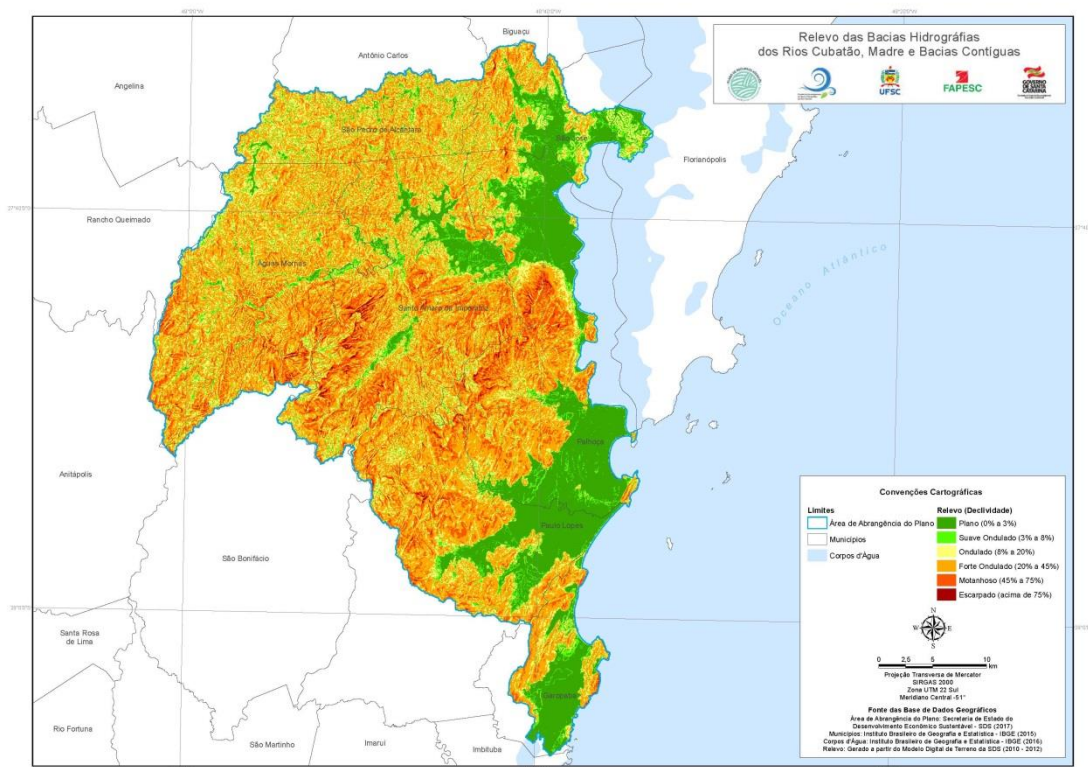 Relevo das Bacias Hidrográfias
dos Rios Cubatão, Madre e Bacias Contíguas
UFSC
FAPESC
GOVERNO
DE SANTA
CATARINA
Biguaçu
Antônio Carlos
Angelina
São Pedro de Alcântara
São José
Florianópolis
Rancho Queimado
Águas Mornas
Santo Amaro da Imperatriz
Oceano Atlântico
Palhoça
Anitápolis
Paulo Lopes
São Bonifácio
Santa Rosa
de Lima
Garopaba
Rio Fortuna
São Martinho
Imaruí
Imbituba
Convenções Cartográficas
Limites
Área de Abrangência do Plano
Municípios
Corpos d'Água
Relevo (Declividade)
Plano (0% a 3%)
Suave Ondulado (3% a 8%)
Ondulado (8% a 20%)
Forte Ondulado (20% a 45%)
Motanhoso (45% a 75%)
Escarpado (acima de 75%)
N
W E
S
0 2,5 5 10
km
Projeção Transversa de Mercator
SIRGAS 2000
Zona UTM 22 Sul
Meridiano Central -51°
Fonte das Base de Dados Geográficos
Área de Abrangência do Plano: Secretaria de Estado do
Desenvolvimento Econômico Sustentável - SDS (2017)
Municípios: Instituto Brasileiro de Geografia e Estatística - IBGE (2015)
Corpos d'Água: Instituto Brasileiro de Geografia e Estatística - IBGE (2016)
Relevo: Gerado a partir do Modelo Digital de Terreno da SDS (2010 - 2012)